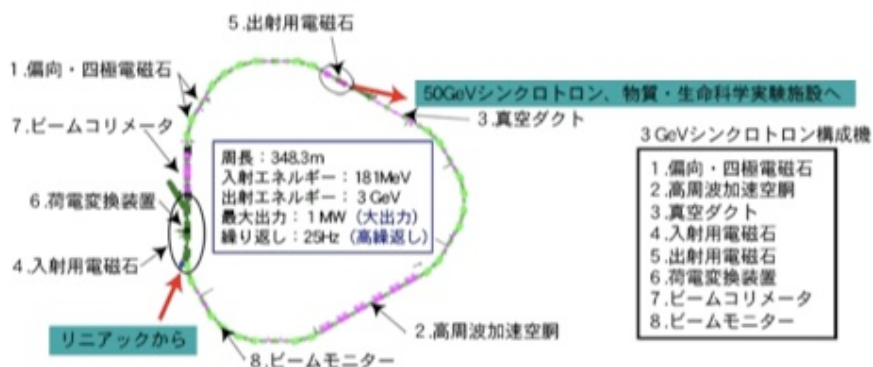 5.出射用電磁石
1.偏向・四極電磁石
50GeVシンクロトロン、物質・生命科学実験施設へ
7.ビームコリメータ
3.真空ダクト
周長：348.3m
入射エネルギー：181MeV
出射エネルギー：3GeV
最大出力：1MW（大出力）
繰り返し：25Hz（高繰返し）
6.荷電変換装置
4.入射用電磁石
リニアックから
2.高周波加速空胴
8.ビームモニター
3GeVシンクロトロン構成機
1.偏向・四極電磁石
2.高周波加速空胴
3.真空ダクト
4.入射用電磁石
5.出射用電磁石
6.荷電変換装置
7.ビームコリメータ
8.ビームモニター